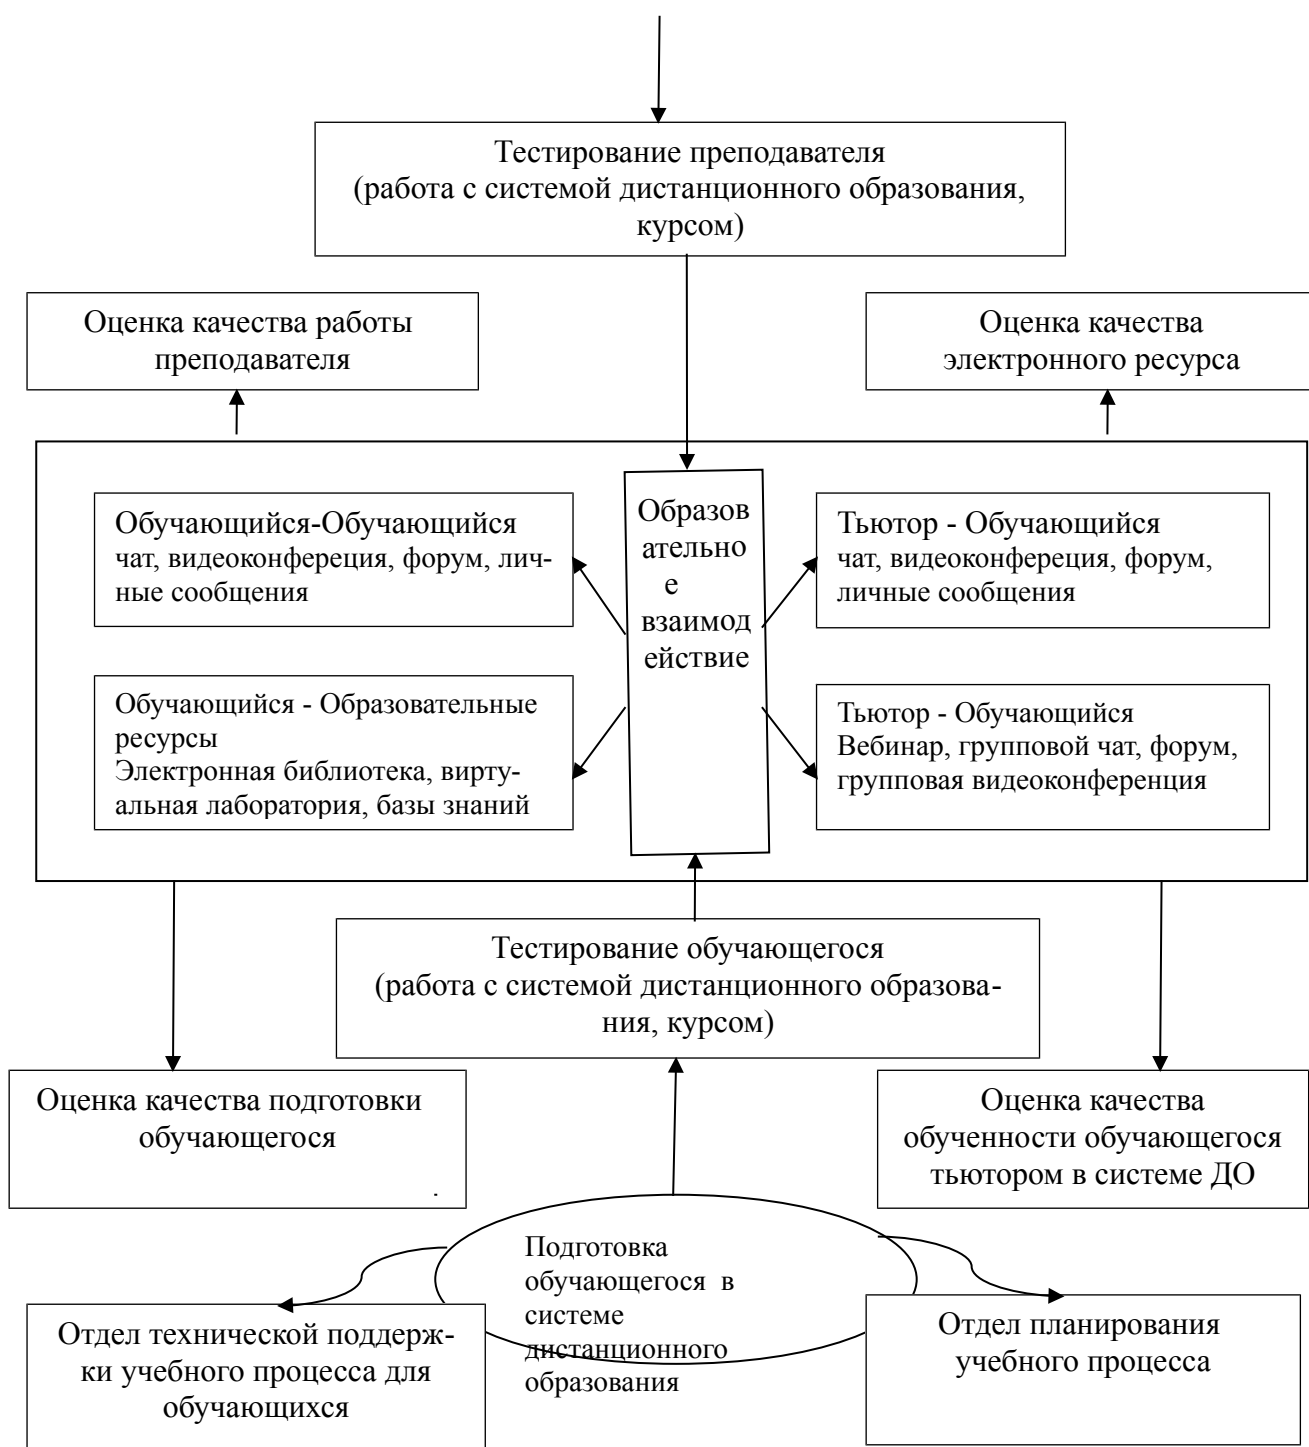 Тестирование преподавателя
(работа с системой дистанционного образования,
курсом)
Оценка качества работы
преподавателя
Оценка качества
электронного ресурса
Обучающийся-Обучающийся
чат, видеоконфереция, форум, лич-
ные сообщения
Образов
ательно
е
взаимод
ействие
Тьютор - Обучающийся
чат, видеоконфереция, форум,
личные сообщения
Обучающийся - Образовательные
ресурсы
Электронная библиотека, вирту-
альная лаборатория, базы знаний
Тьютор - Обучающийся
Вебинар, групповой чат, форум,
групповая видеоконференция
Тестирование обучающегося
(работа с системой дистанционного образова-
ния, курсом)
Оценка качества подготовки
обучающегося
.
Оценка качества
обученности обучающегося
тьютором в системе ДО
Подготовка
обучающегося в
системе
дистанционного
образования
Отдел технической поддерж-
ки учебного процесса для
обучающихся
Отдел планирования
учебного процесса